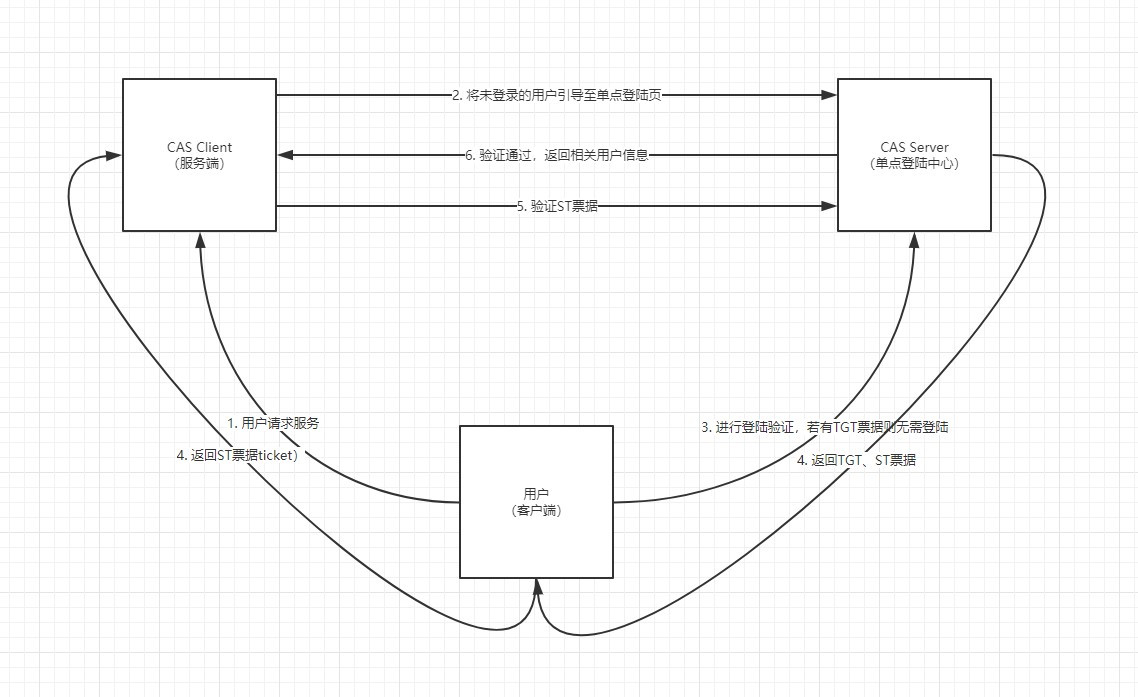 2. 将未登录的用户引导至单点登陆页
CAS Client
（服务端）
6. 验证通过，返回相关用户信息
CAS Server
（单点登陆中心）
5. 验证ST票据
1. 用户请求服务
3. 进行登陆验证，若有TGT票据则无需登陆
4. 返回ST票据ticket）
4. 返回TGT、ST票据
用户
（客户端）